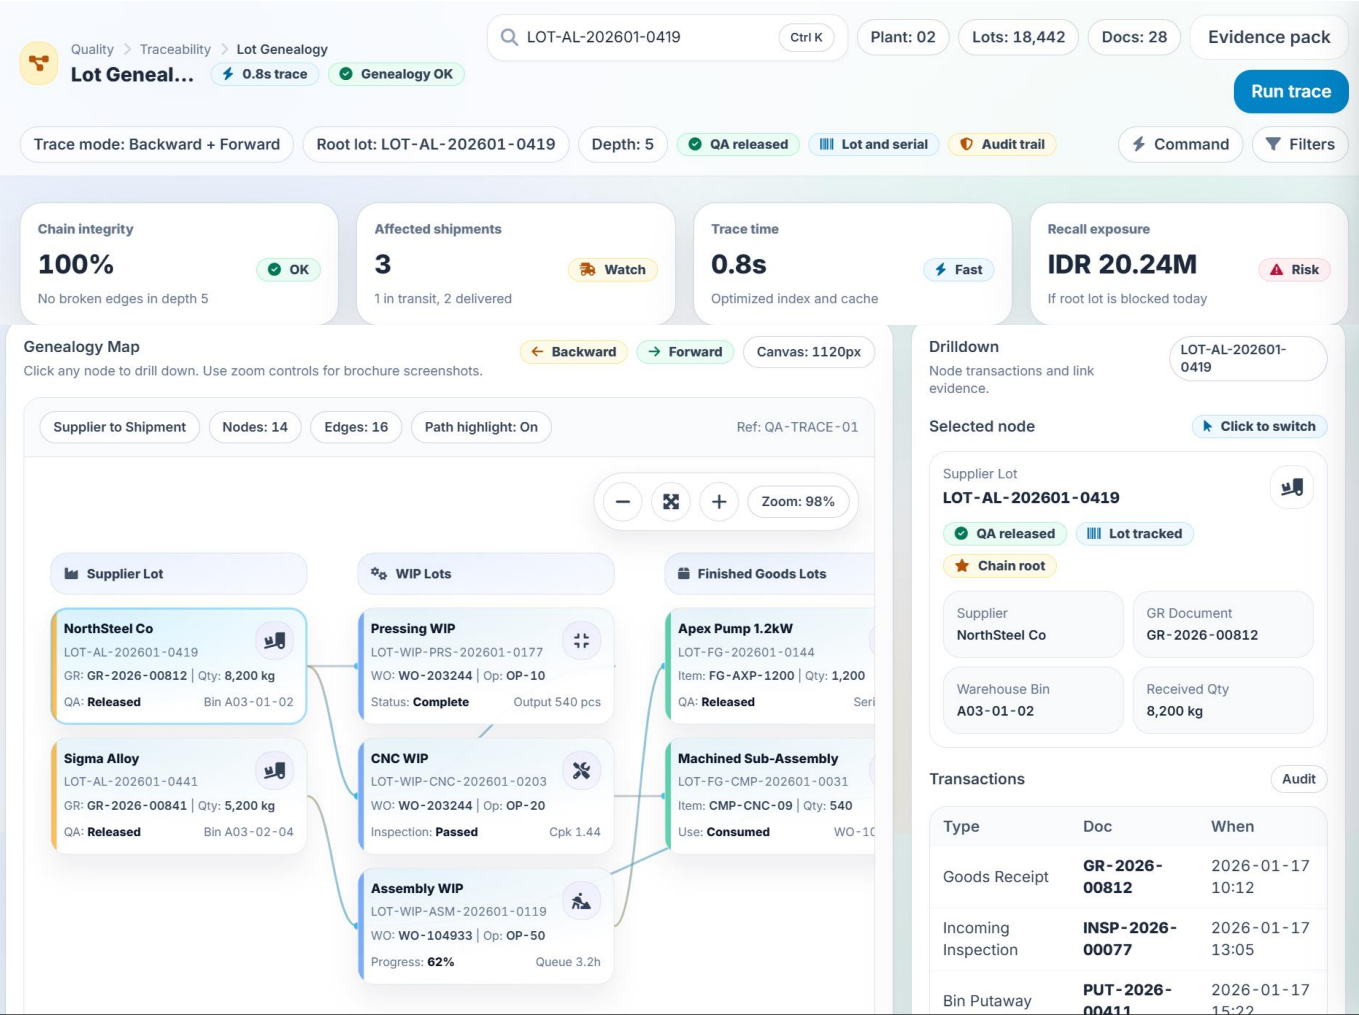 Quality > Traceability > Lot Genealogy
Lot Geneal...
0.8s trace
Genealogy OK
LOT-AL-202601-0419
Ctrl K
Plant: 02
Lots: 18,442
Docs: 28
Evidence pack
Run trace
Trace mode: Backward + Forward
Root lot: LOT-AL-202601-0419
Depth: 5
QA released
Lot and serial
Audit trail
Command
Filters
Chain integrity
100%
OK
No broken edges in depth 5
Affected shipments
3
Watch
1 in transit, 2 delivered
Trace time
0.8s
Fast
Optimized index and cache
Recall exposure
IDR 20.24M
Risk
If root lot is blocked today
Genealogy Map
Click any node to drill down. Use zoom controls for brochure screenshots.
Backward
Forward
Canvas: 1120px
Supplier to Shipment
Nodes: 14
Edges: 16
Path highlight: On
Ref: QA-TRACE-01
Zoom: 98%
Supplier Lot
NorthSteel Co
LOT-AL-202601-0419
GR: GR-2026-00812 | Qty: 8,200 kg
QA: Released
Bin A03-01-02
Sigma Alloy
LOT-AL-202601-0441
GR: GR-2026-00841 | Qty: 5,200 kg
QA: Released
Bin A03-02-04
WIP Lots
Pressing WIP
LOT-WIP-PRS-202601-0177
WO: WO-203244 | Op: OP-10
Status: Complete
Output 540 pcs
CNC WIP
LOT-WIP-CNC-202601-0203
WO: WO-203244 | Op: OP-20
Inspection: Passed
Cpk 1.44
Assembly WIP
LOT-WIP-ASM-202601-0119
WO: WO-104933 | Op: OP-50
Progress: 62%
Queue 3.2h
Finished Goods Lots
Apex Pump 1.2kW
LOT-FG-202601-0144
Item: FG-AXP-1200 | Qty: 1,200
QA: Released
Seri
Machined Sub-Assembly
LOT-FG-CMP-202601-0031
Item: CMP-CNC-09 | Qty: 540
Use: Consumed
WO-10
Drilldown
Node transactions and link
evidence.
LOT-AL-202601-
0419
Selected node
Click to switch
Supplier Lot
LOT-AL-202601-0419
QA released
Lot tracked
Chain root
Supplier
NorthSteel Co
GR Document
GR-2026-00812
Warehouse Bin
A03-01-02
Received Qty
8,200 kg
Transactions
Audit
Type Doc When
Goods Receipt
GR-2026-
00812
2026-01-17
10:12
Incoming
Inspection
INSP-2026-
00077
2026-01-17
13:05
Bin Putaway
PUT-2026-
00411
2026-01-17
15:22